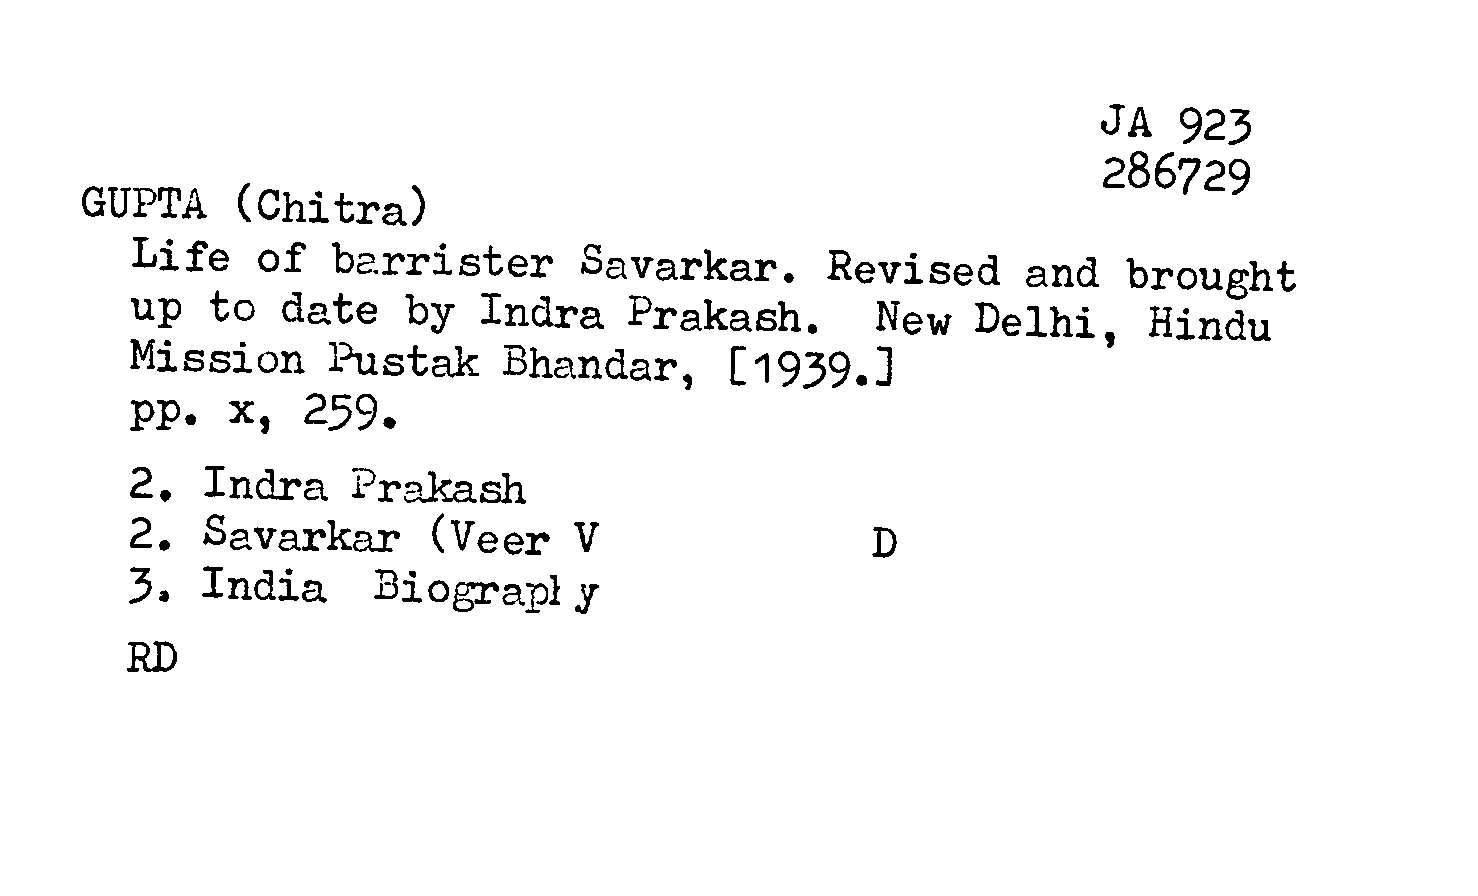 JA 923
286729
GUPTA (Chitra)
Life of barrister Savarkar. Revised and brought
up to date by Indra Prakash. New Delhi, Hindu
Mission Pustak Bhandar, [1939.]
pp. x, 259.
2. Indra Prakash
2. Savarkar (Veer V D
3. India Biography
RD